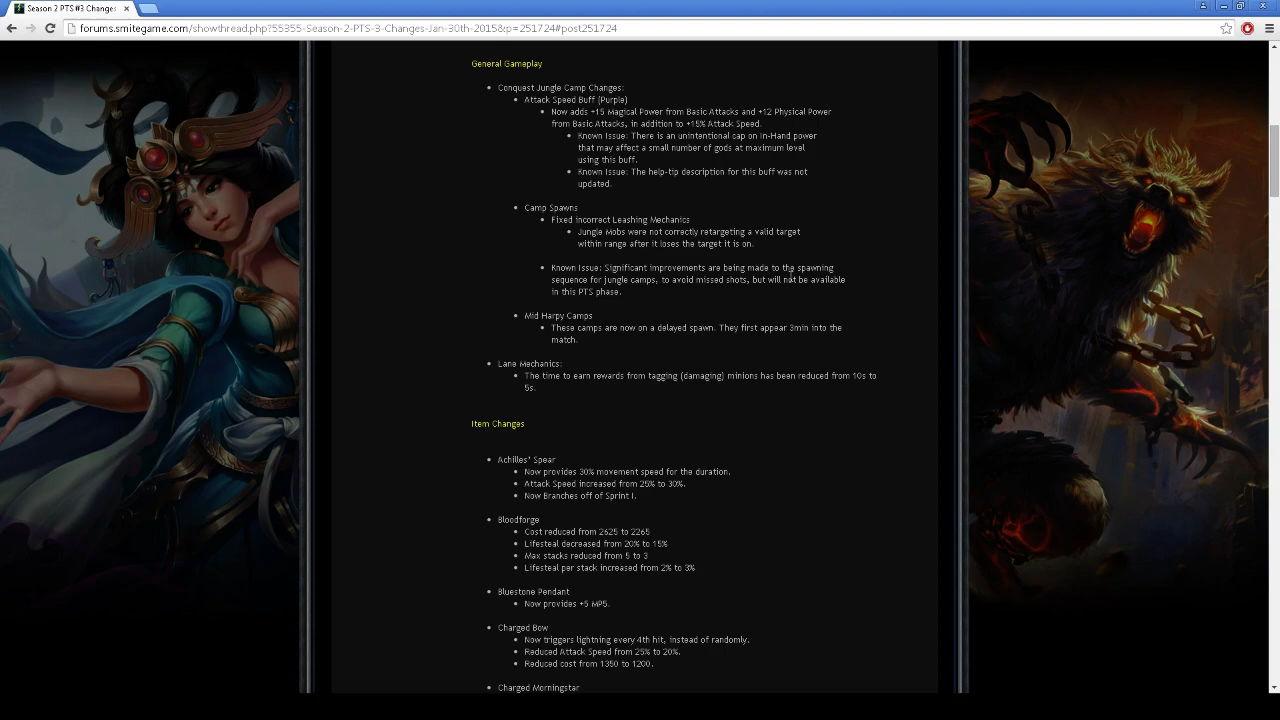 Season 2 PTS #3 Changes
forums.smitegame.com/showthread.php?55355-Season-2-PTS-3-Changes-Jan-30th-2015&p=251724#post251724
General Gameplay
Conquest Jungle Camp Changes:
Attack Speed Buff (Purple)
Now adds +15 Magical Power from Basic Attacks and +12 Physical Power
from Basic Attacks, in addition to +15% Attack Speed.
Known Issue: There is an unintentional cap on In-Hand power
that may affect a small number of gods at maximum level
using this buff.
Known Issue: The help-tip description for this buff was not
updated.
Camp Spawns
Fixed incorrect Leashing Mechanics
Jungle Mobs were not correctly retargeting a valid target
within range after it loses the target it is on.
Known Issue: Significant improvements are being made to the spawning
sequence for jungle camps, to avoid missed shots, but will not be available
in this PTS phase.
Mid Harpy Camps
These camps are now on a delayed spawn. They first appear 3min into the
match.
Lane Mechanics:
The time to earn rewards from tagging (damaging) minions has been reduced from 10s to
5s.
Item Changes
Achilles' Spear
Now provides 30% movement speed for the duration.
Attack Speed increased from 25% to 30%.
Now Branches off of Sprint I.
Bloodforge
Cost reduced from 2625 to 2265
Lifesteal decreased from 20% to 15%
Max stacks reduced from 5 to 3
Lifesteal per stack increased from 2% to 3%
Bluestone Pendant
Now provides +5 MP5.
Charged Bow
Now triggers lightning every 4th hit, instead of randomly.
Reduced Attack Speed from 25% to 20%.
Reduced cost from 1350 to 1200.
Charged Morningstar